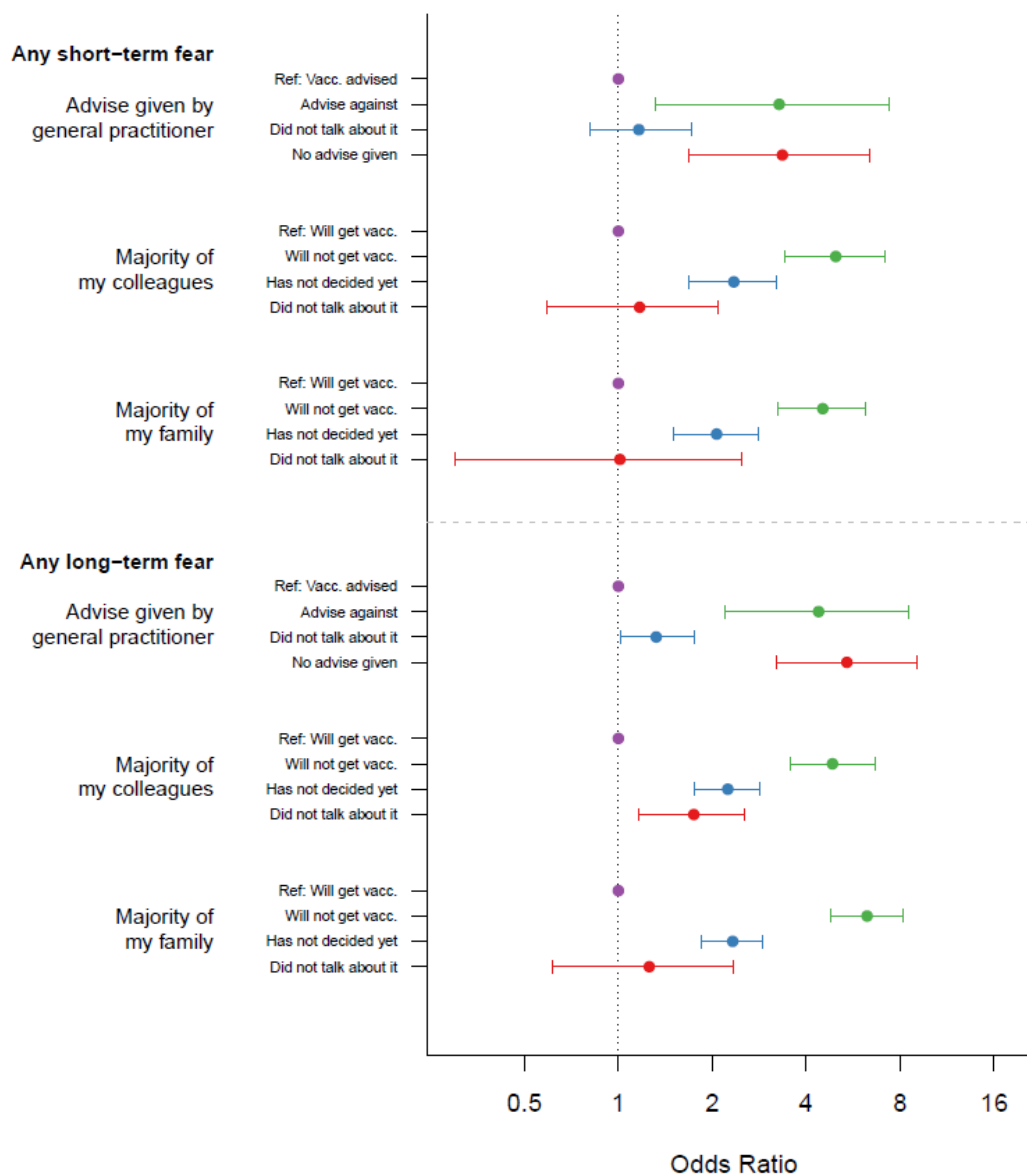 Any short−term fear
Advise given by
general practitioner
Ref: Vacc. advised
Advise against
Did not talk about it
No advise given
Majority of
my colleagues
Ref: Will get vacc.
Will not get vacc.
Has not decided yet
Did not talk about it
Majority of
my family
Ref: Will get vacc.
Will not get vacc.
Has not decided yet
Did not talk about it
Any long−term fear
Advise given by
general practitioner
Ref: Vacc. advised
Advise against
Did not talk about it
No advise given
Majority of
my colleagues
Ref: Will get vacc.
Will not get vacc.
Has not decided yet
Did not talk about it
Majority of
my family
Ref: Will get vacc.
Will not get vacc.
Has not decided yet
Did not talk about it
0.5 1 2 4 8 16
Odds Ratio